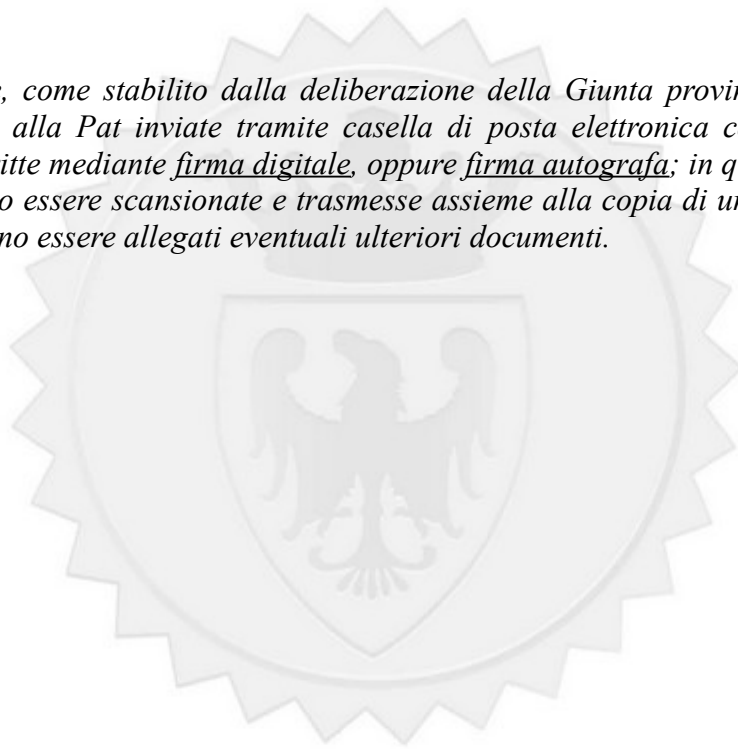 , come stabilito dalla deliberazione della Giunta provin
alla Pat inviate tramite casella di posta elettronica c
itte mediante firma digitale, oppure firma autografa; in q
o essere scansionate e trasmesse assieme alla copia di un
no essere allegati eventuali ulteriori documenti.